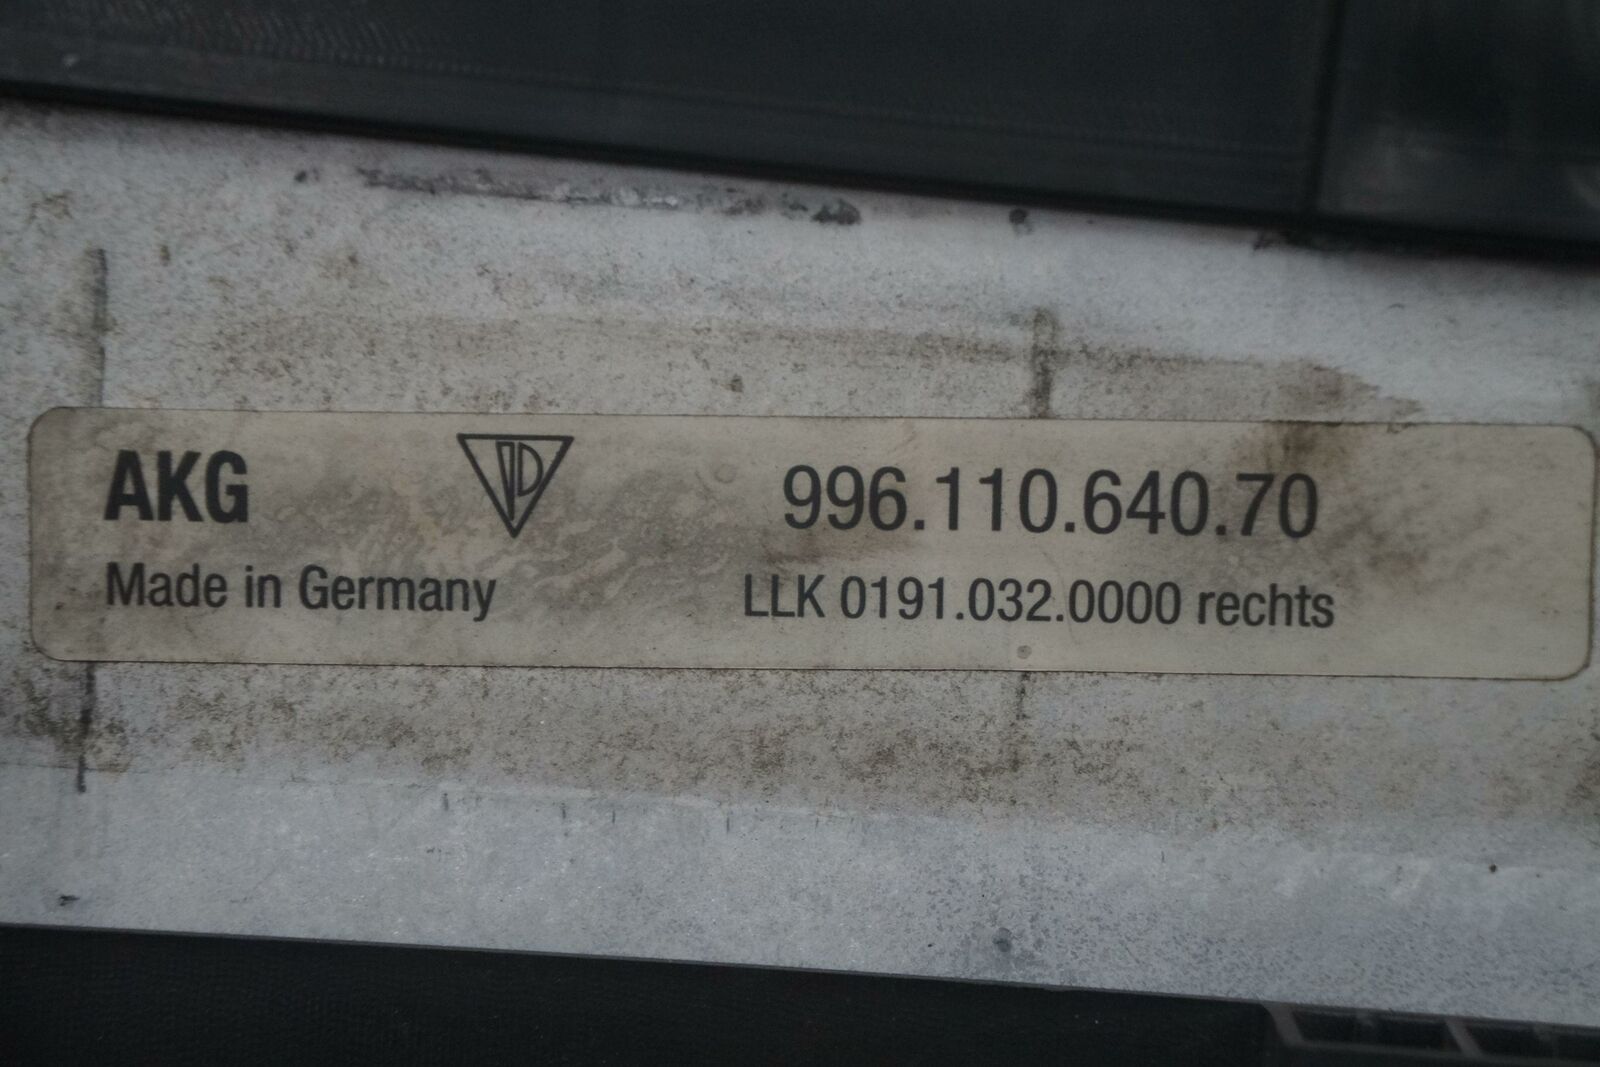 AKG
996.110.640.70
Made in Germany
LLK 0191.032.0000 rechts